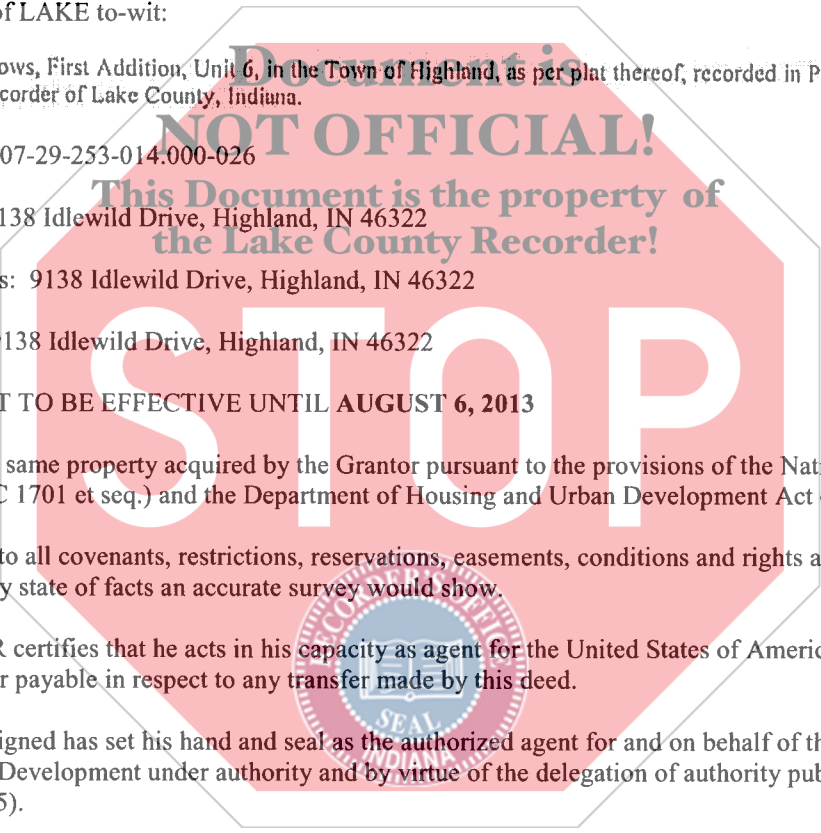 of LAKE to-wit:
ows, First Addition, Unit 6, in the Town of Highland, as per plat thereof, recorded in P
corder of Lake County, Indiana.
Document is
NOT OFFICIAL!
07-29-253-014.000-026
This Document is the property of
138 Idlewild Drive, Highland, IN 46322
the Lake County Recorder!
s: 9138 Idlewild Drive, Highland, IN 46322
9138 Idlewild Drive, Highland, IN 46322
STOP
T TO BE EFFECTIVE UNTIL AUGUST 6, 2013
same property acquired by the Grantor pursuant to the provisions of the Nat
C 1701 et seq.) and the Department of Housing and Urban Development Act
to all covenants, restrictions, reservations, easements, conditions and rights a
y state of facts an accurate survey would show.
RECORDER'S OFFICE
R certifies that he acts in his capacity as agent for the United States of Americ
r payable in respect to any transfer made by this deed.
SEAL
INDIANA
igned has set his hand and seal as the authorized agent for and on behalf of th
Development under authority and by virtue of the delegation of authority pub
5).